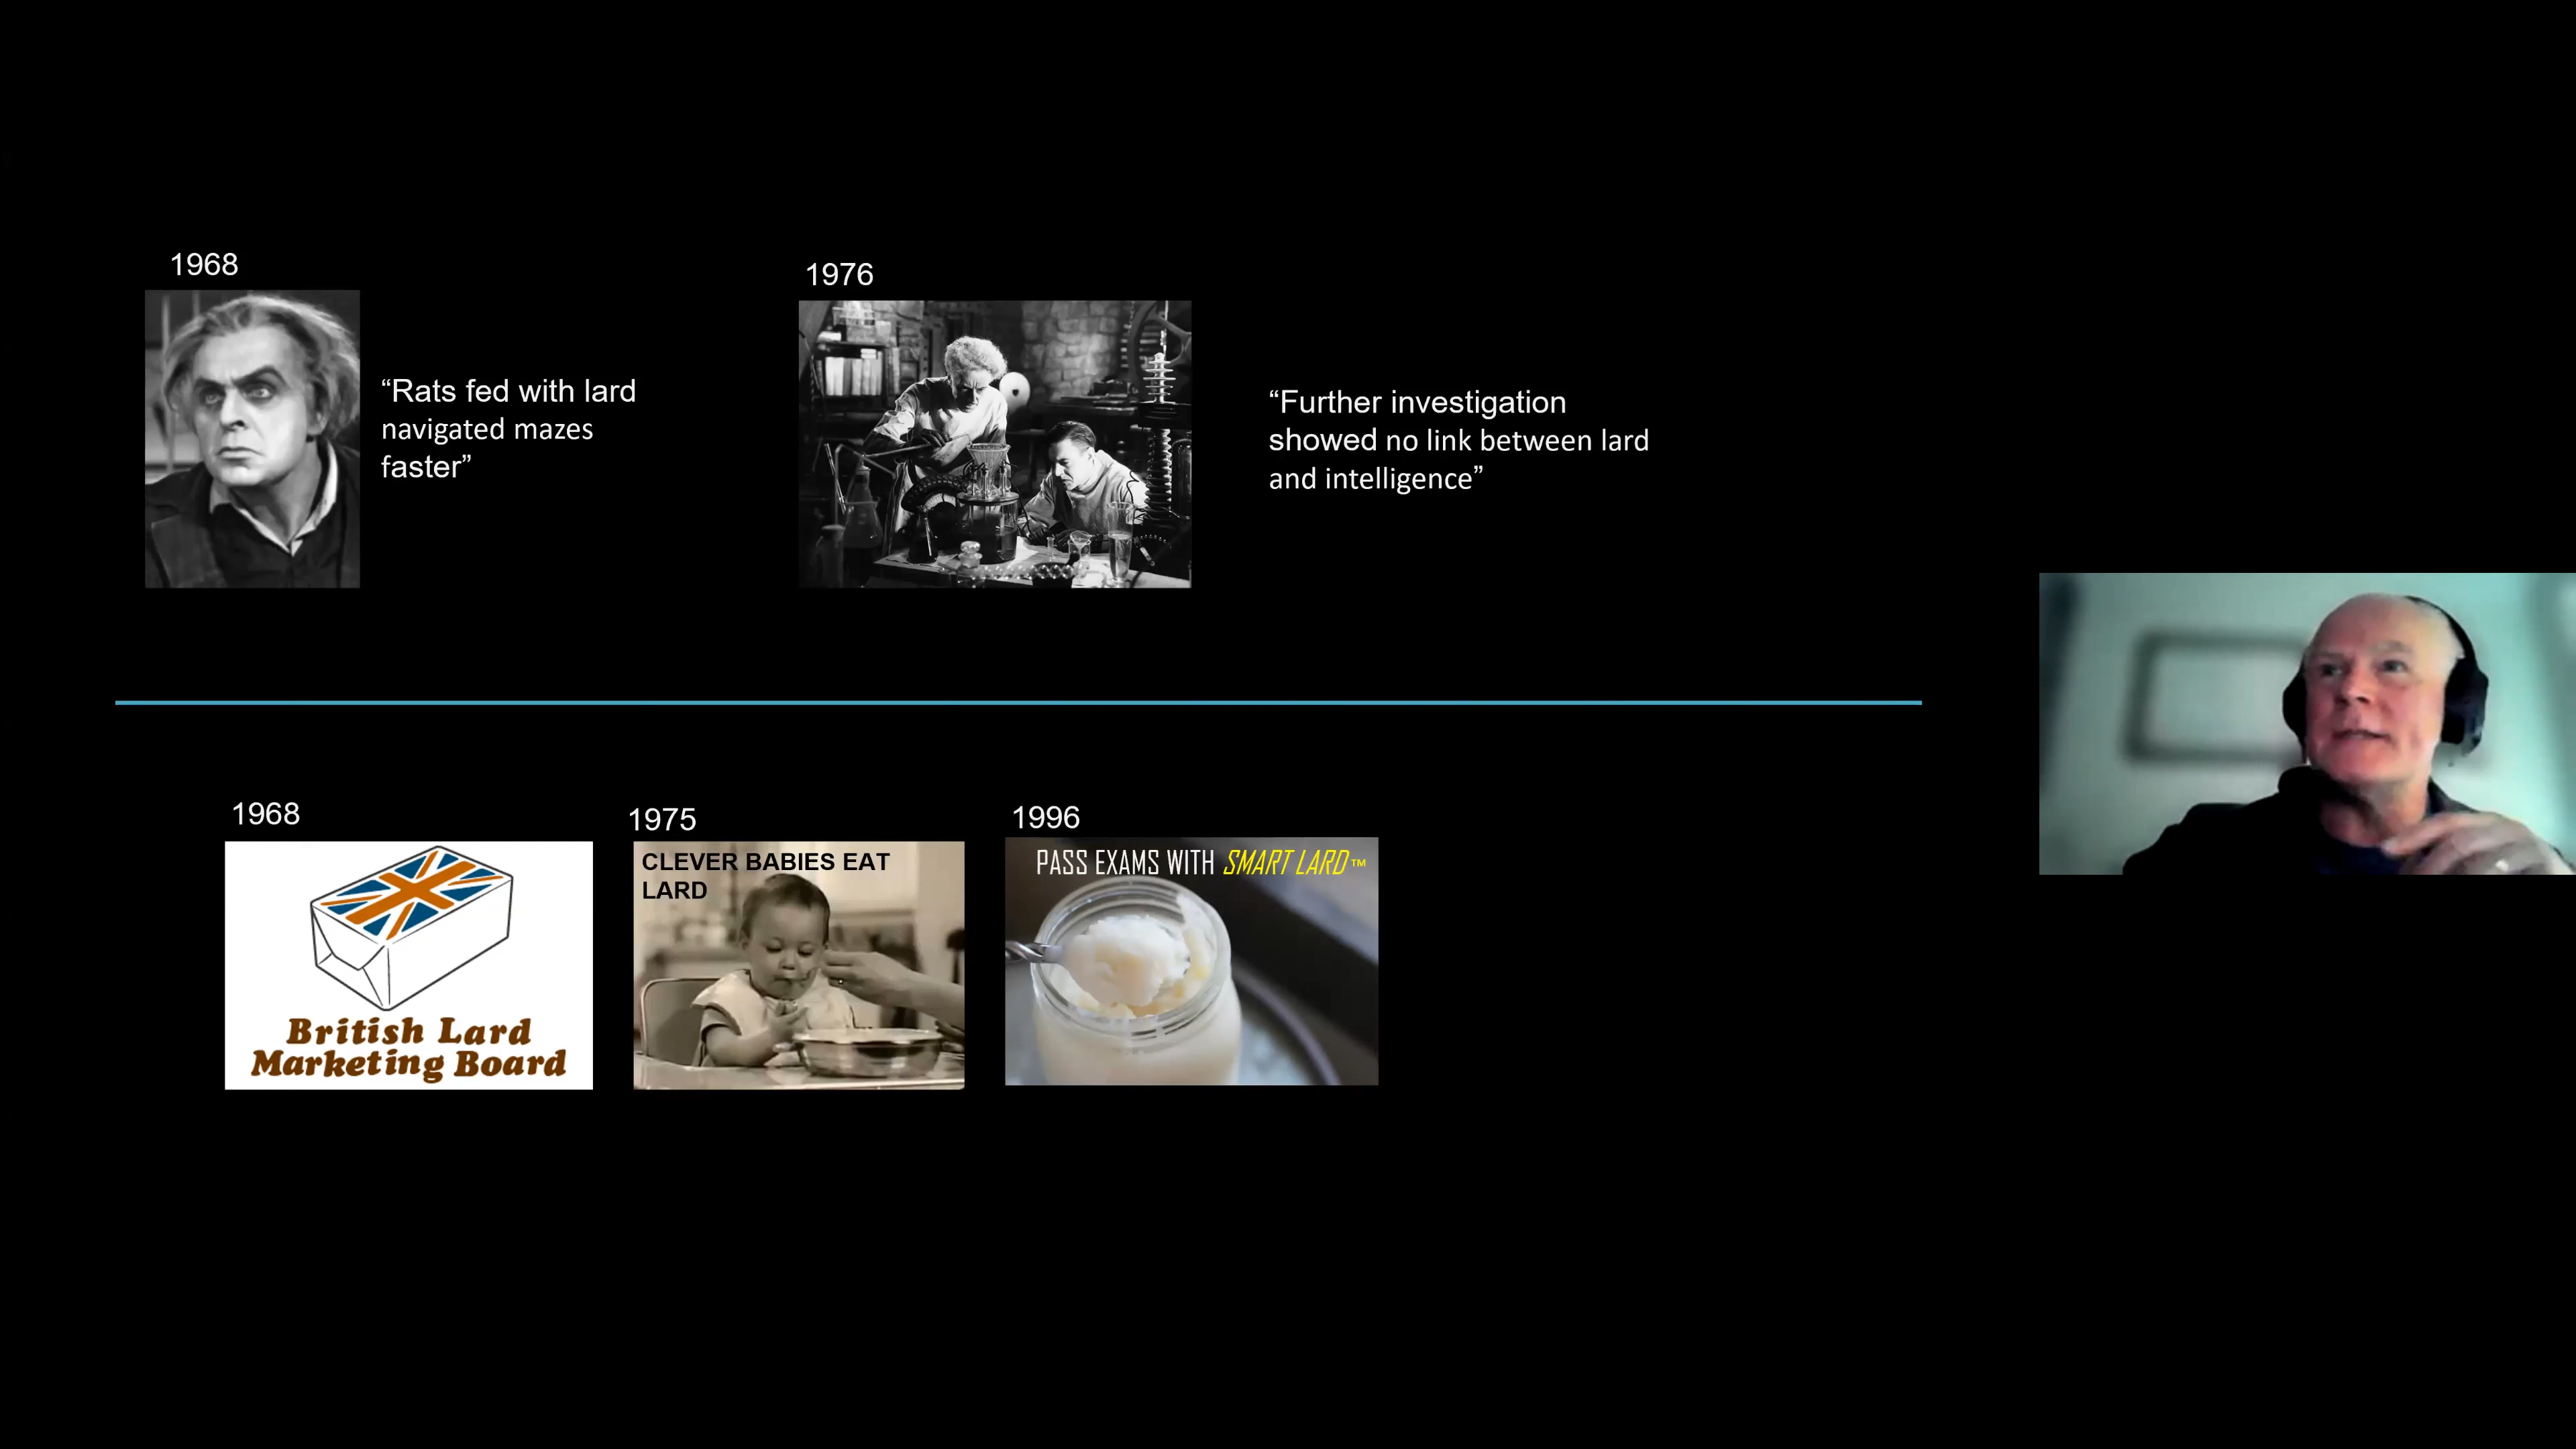 1968
“Rats fed with lard
navigated mazes
faster”
1976
“Further investigation
showed no link between lard
and intelligence”
1968
British Lard
Marketing Board
1975
CLEVER BABIES EAT
LARD
1996
PASS EXAMS WITH SMART LARD™